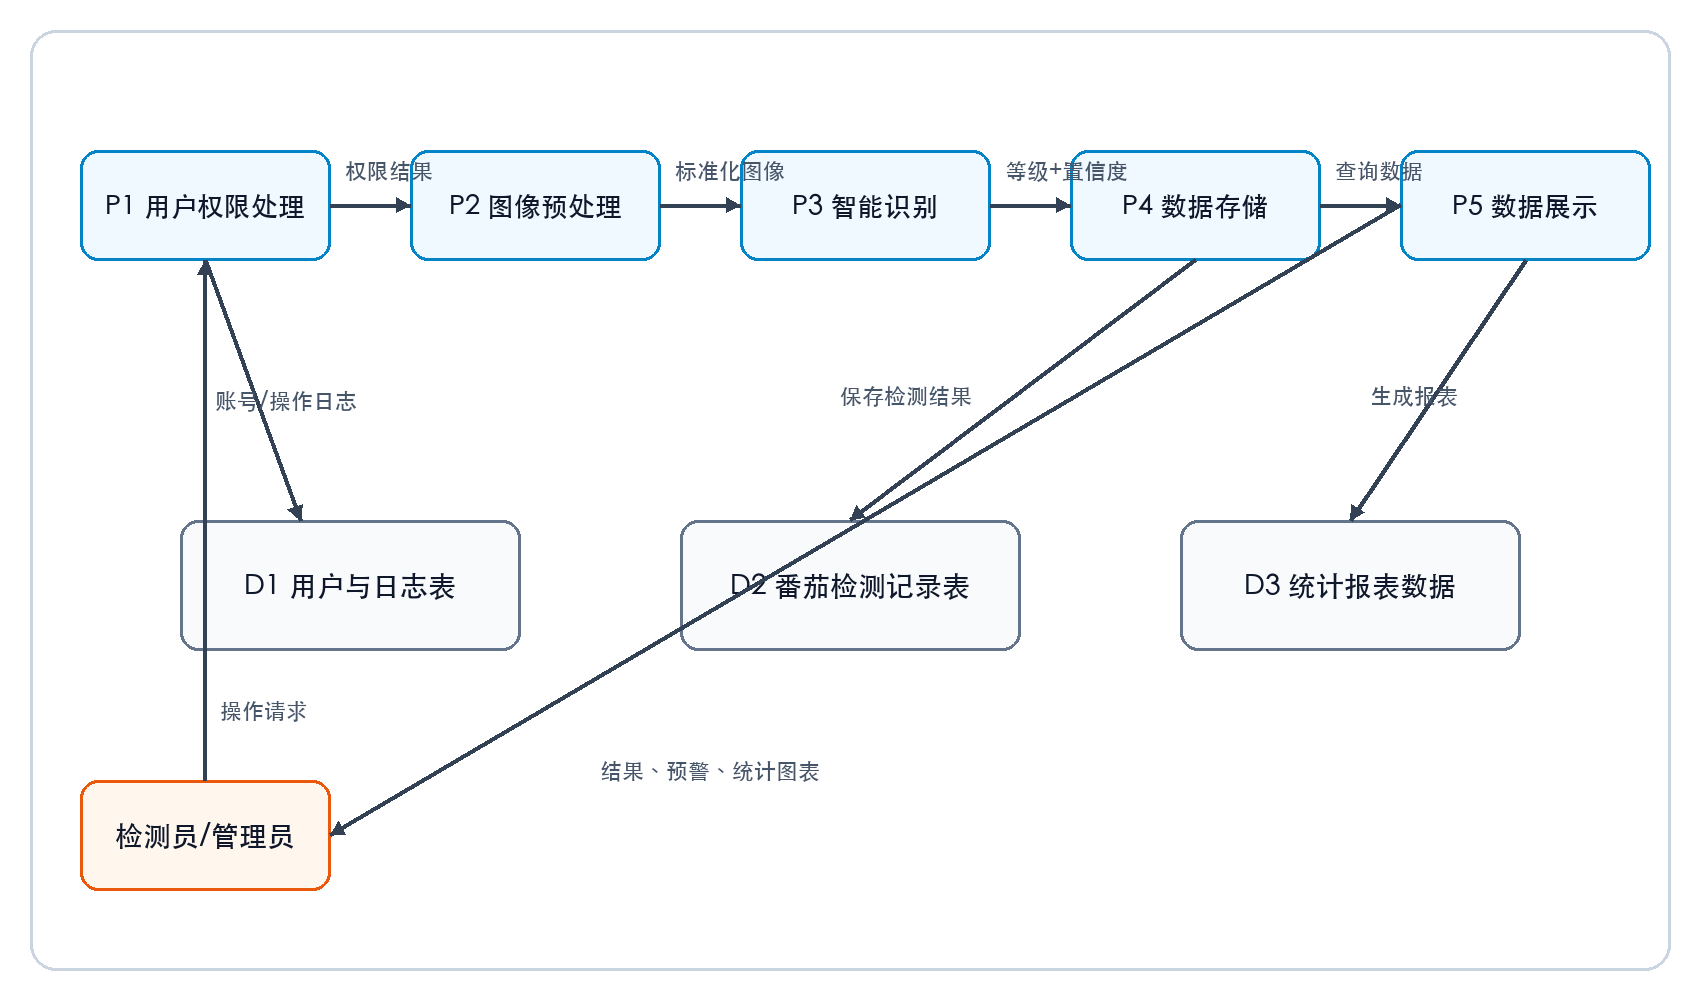 权限结果
标准化图像
等级+置信度
查询数据
P1 用户权限处理
P2 图像预处理
P3 智能识别
P4 数据存储
P5 数据展示
账号/操作日志
保存检测结果
生成报表
D1 用户与日志表
D2 番茄检测记录表
D3 统计报表数据
操作请求
结果、预警、统计图表
检测员/管理员